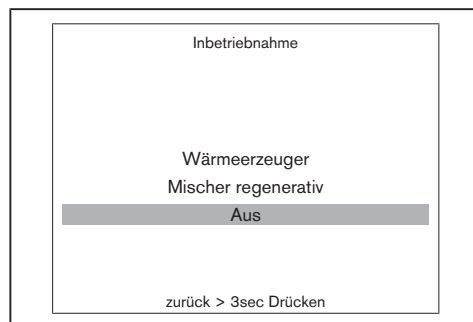 Inbetriebnahme
Wärmeerzeuger
Mischer regenerativ
Aus
zurück > 3sec Drücken